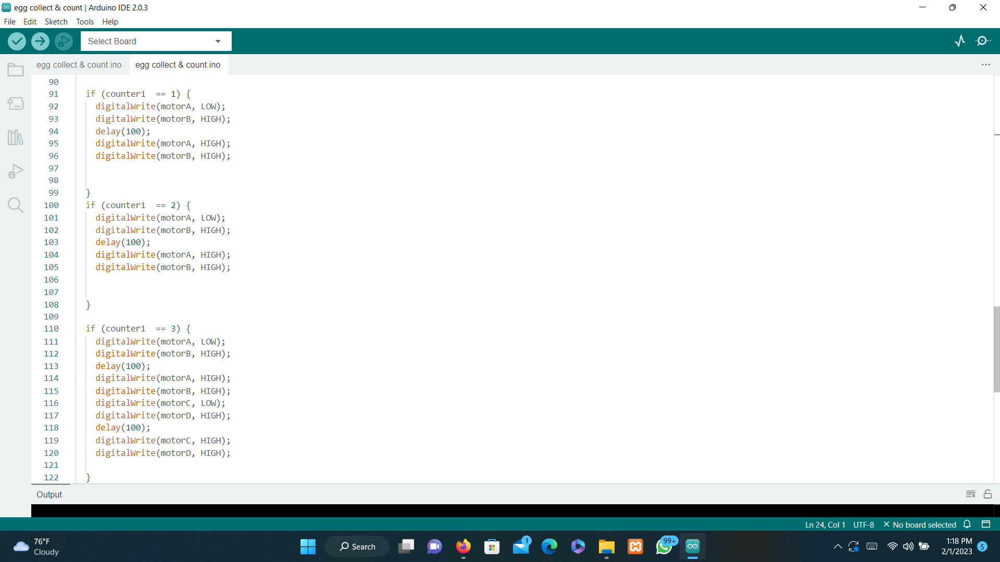 egg collect & count | Arduino IDE 2.0.3
File Edit Sketch Tools Help
Select Board
egg collect & count.ino egg collect & count.ino
90
91 if (counter1  == 1) {
92 digitalWrite(motorA, LOW);
93 digitalWrite(motorB, HIGH);
94 delay(100);
95 digitalWrite(motorA, HIGH);
96 digitalWrite(motorB, HIGH);
97
98
99 }
100 if (counter1  == 2) {
101 digitalWrite(motorA, LOW);
102 digitalWrite(motorB, HIGH);
103 delay(100);
104 digitalWrite(motorA, HIGH);
105 digitalWrite(motorB, HIGH);
106
107
108 }
109
110 if (counter1  == 3) {
111 digitalWrite(motorA, LOW);
112 digitalWrite(motorB, HIGH);
113 delay(100);
114 digitalWrite(motorA, HIGH);
115 digitalWrite(motorB, HIGH);
116 digitalWrite(motorC, LOW);
117 digitalWrite(motorD, HIGH);
118 delay(100);
119 digitalWrite(motorC, HIGH);
120 digitalWrite(motorD, HIGH);
121
122 }
Output
Ln 24, Col 1 UTF-8 No board selected
76°F
Cloudy
Search
1
99+
1:18 PM
2/1/2023
5